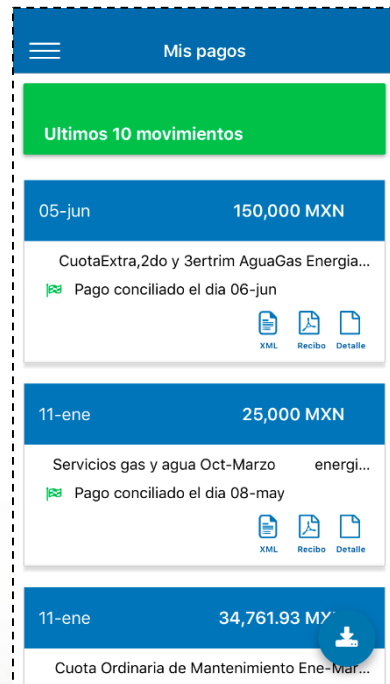 Mis pagos
Ultimos 10 movimientos
05-jun 150,000 MXN
CuotaExtra,2do y 3ertrim AguaGas Energia...
Pago conciliado el dia 06-jun
XML Recibo Detalle
11-ene 25,000 MXN
Servicios gas y agua Oct-Marzo energi...
Pago conciliado el dia 08-may
XML Recibo Detalle
11-ene 34,761.93 MX
Cuota Ordinaria de Mantenimiento Ene-Mar...